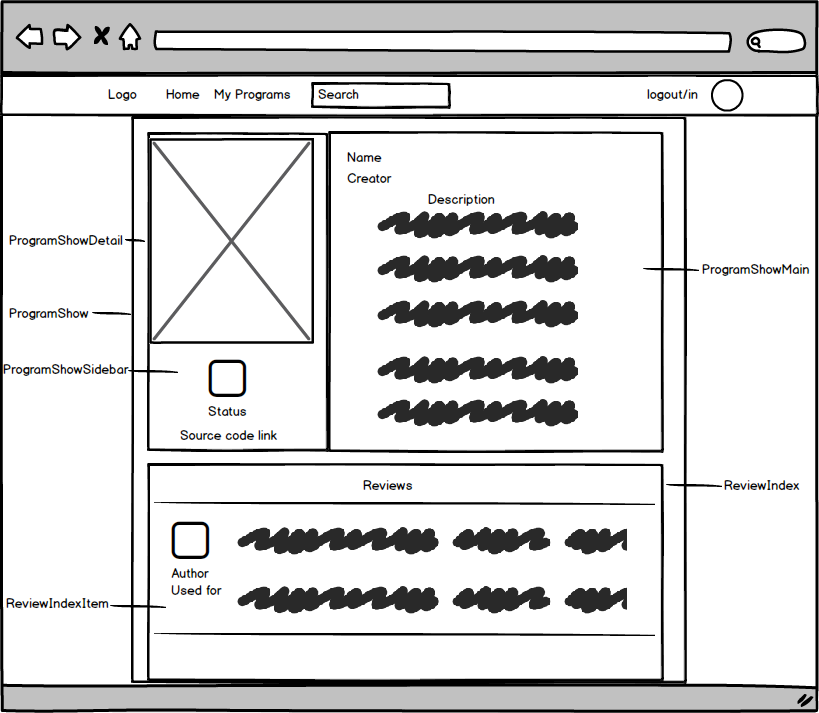 Logo Home My Programs Search logout/in
Name
Creator
Description
ProgramShowDetail
ProgramShowMain
ProgramShow
ProgramShowSidebar
Status
Source code link
Reviews
ReviewIndex
Author
Used for
ReviewIndexItem